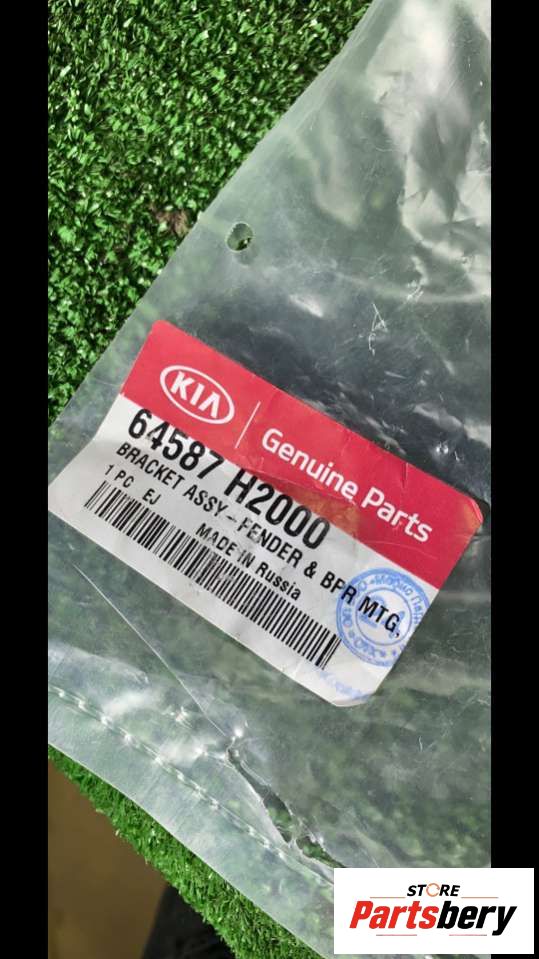 KIA
Genuine Parts
64587 H2000
BRACKET ASSY - FENDER & BPR MTG,
1 PC EJ
MADE IN Russia
STORE
Partsbery